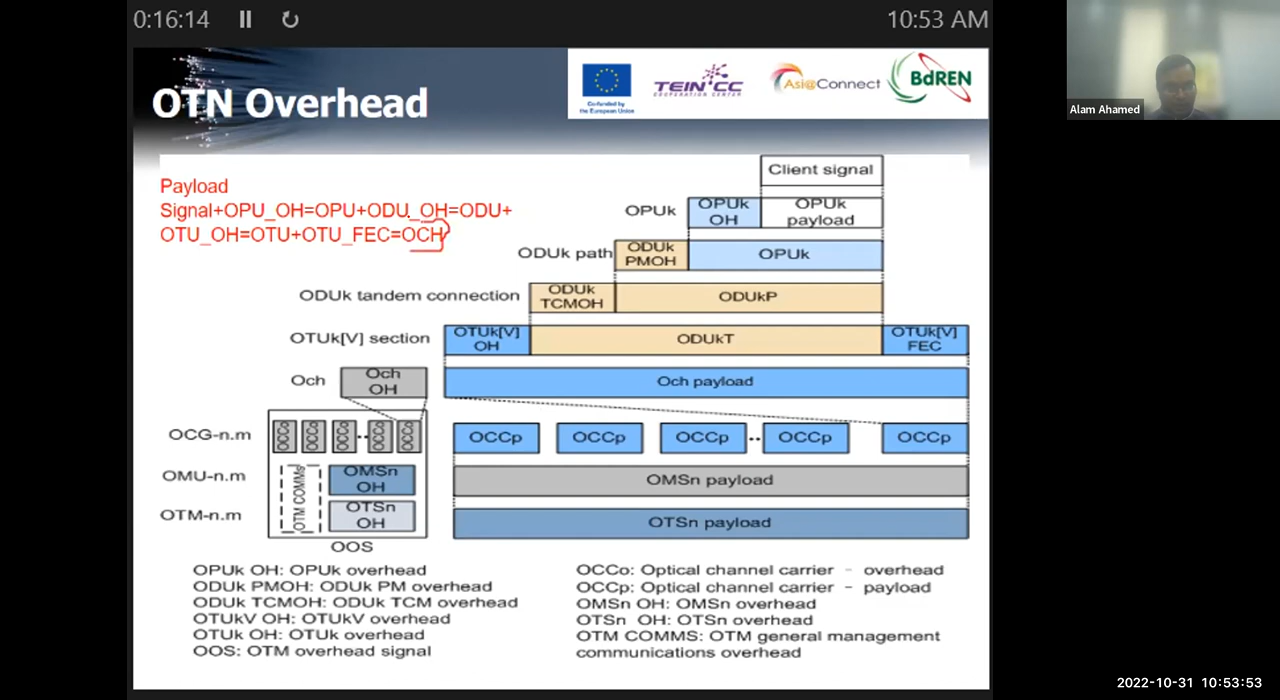 0:16:14
10:53 AM
OTN Overhead
Co-funded by
the European Union
TEIN*CC
COOPERATION CENTER
Asi@Connect
BdREN
Alam Ahamed
Payload
Signal+OPU_OH=OPU+ODU_OH=ODU+
OTU_OH=OTU+OTU_FEC=OCH
Client signal
OPUk
OPUk OH
OPUk payload
ODUk path
ODUk PMOH
OPUk
ODUk tandem connection
ODUk TCMOH
ODUkP
OTUk[V] section
OTUk[V] OH
ODUkT
OTUk[V] FEC
Och
Och OH
Och payload
OCG-n.m
OCCo OCCo OCCo OCCo OCCo
OCCp OCCp OCCp OCCp OCCp
OMU-n.m
OTM COMMs
OMSn OH
OMSn payload
OTM-n.m
OTSn OH
OTSn payload
OOS
OPUk OH: OPUk overhead
ODUk PMOH: ODUk PM overhead
ODUk TCMOH: ODUk TCM overhead
OTUkV OH: OTUkV overhead
OTUk OH: OTUk overhead
OOS: OTM overhead signal
OCCo: Optical channel carrier - overhead
OCCp: Optical channel carrier - payload
OMSn OH: OMSn overhead
OTSn OH: OTSn overhead
OTM COMMS: OTM general management
communications overhead
2022-10-31 10:53:53